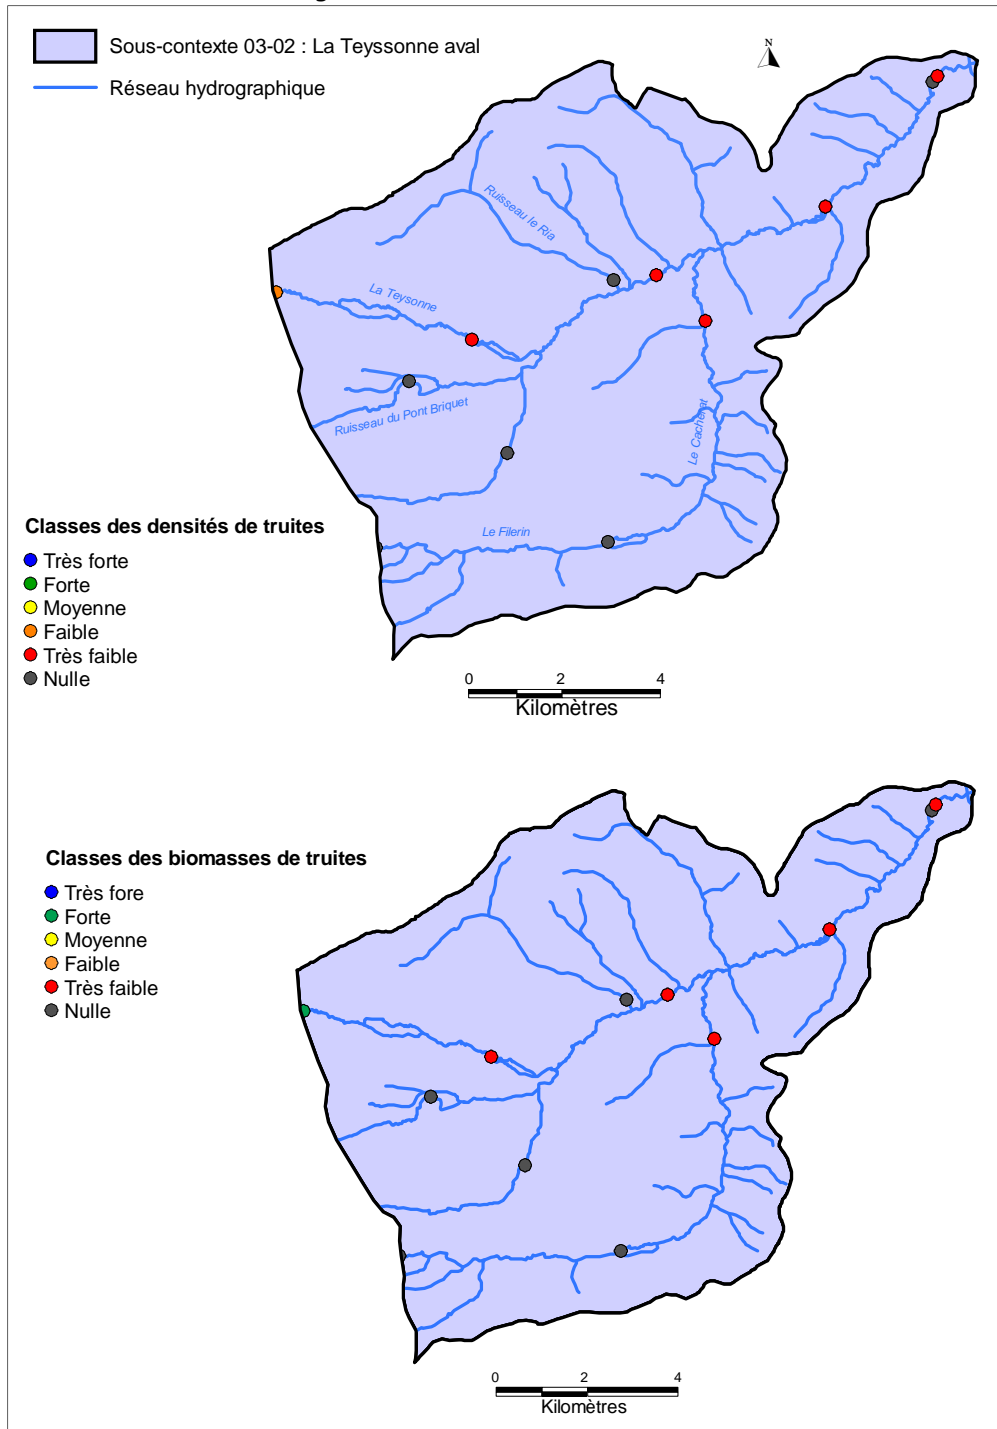 Sous-contexte 03-02 : La Teyssonne aval
Réseau hydrographique
N
Ruisseau le Ria
La Teysonne
Ruisseau du Pont Briquet
Le Cacherat
Le Filerin
Classes des densités de truites
Très forte
Forte
Moyenne
Faible
Très faible
Nulle
0 2 4
Kilomètres
Classes des biomasses de truites
Très fore
Forte
Moyenne
Faible
Très faible
Nulle
0 2 4
Kilomètres